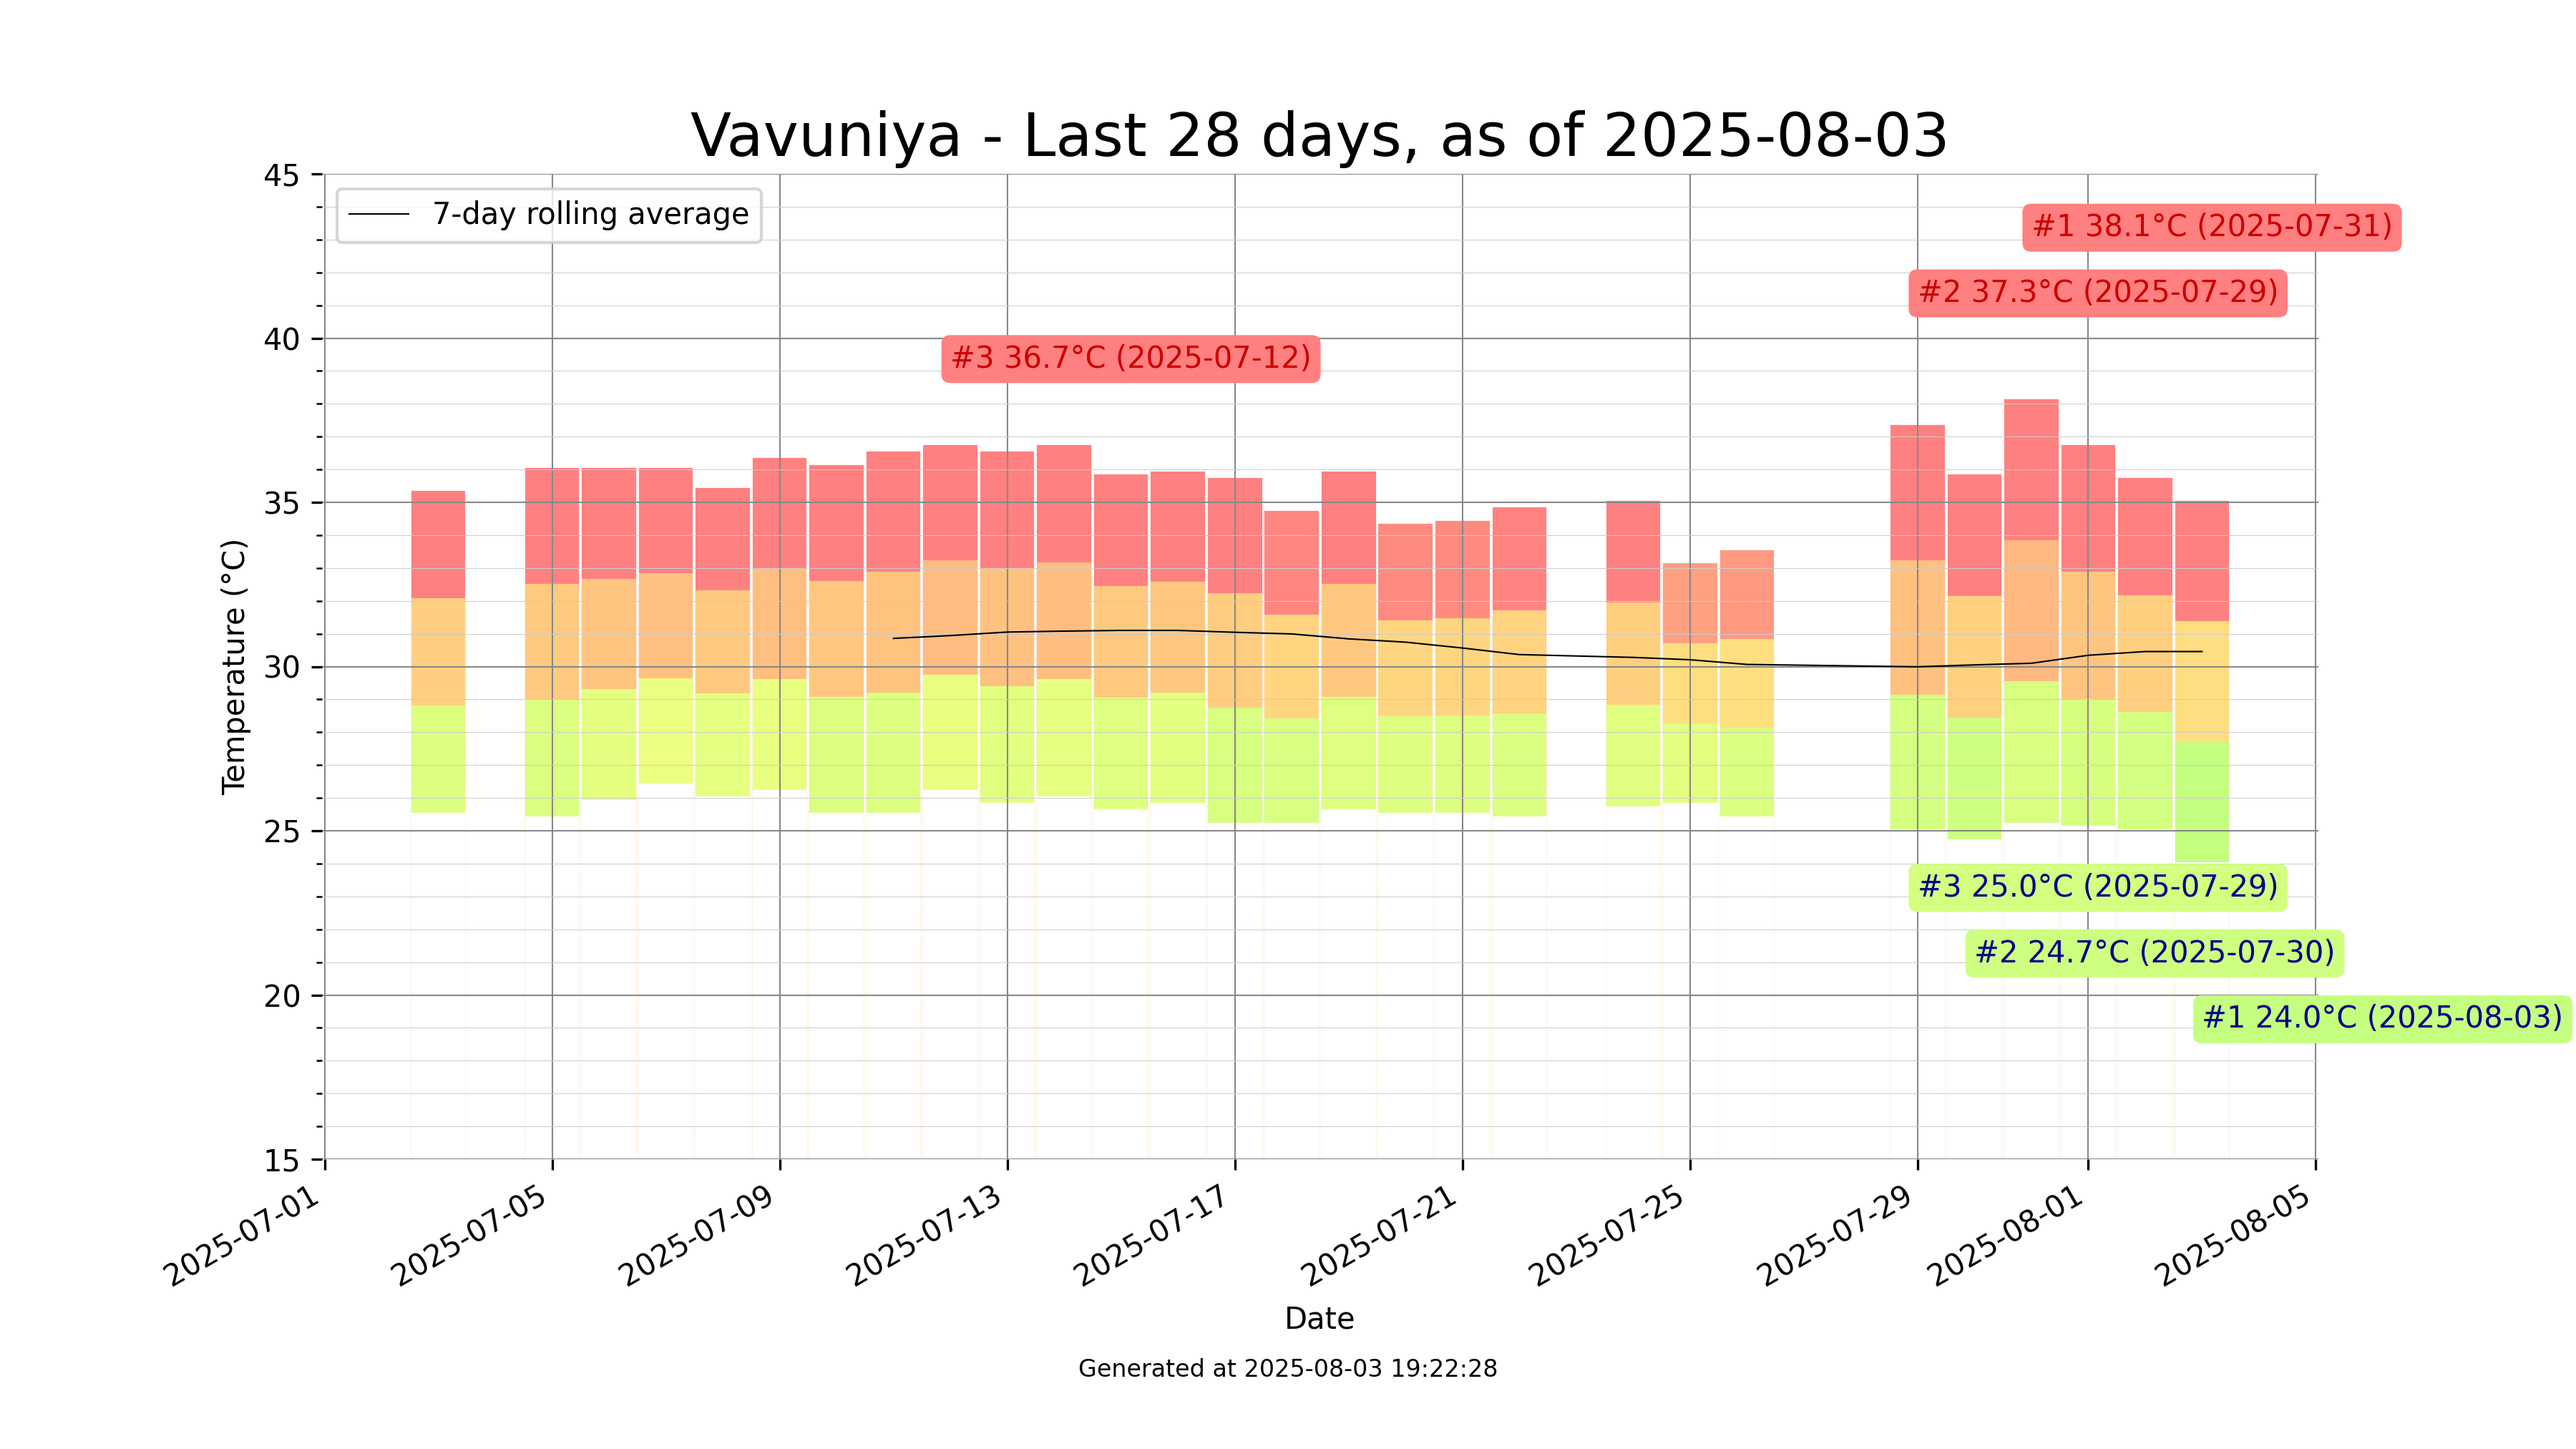 Vavuniya - Last 28 days, as of 2025-08-03
45
7-day rolling average
#1 38.1°C (2025-07-31)
#2 37.3°C (2025-07-29)
40
#3 36.7°C (2025-07-12)
35
Temperature (°C)
30
25
#3 25.0°C (2025-07-29)
#2 24.7°C (2025-07-30)
20
#1 24.0°C (2025-08-03)
15
2025-07-01
2025-07-05
2025-07-09
2025-07-13
2025-07-17
2025-07-21
2025-07-25
2025-07-29
2025-08-01
2025-08-05
Date
Generated at 2025-08-03 19:22:28